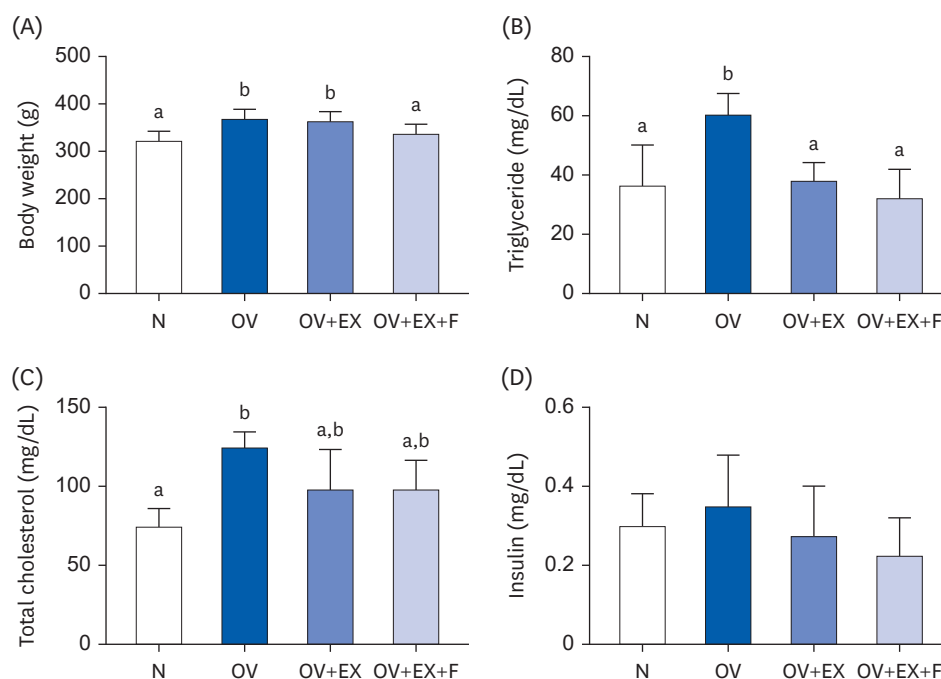 (A)
Body weight (g)
500
400
300
200
100
0
a
b
b
a
N
OV
OV+EX
OV+EX+F
(B)
Triglyceride (mg/dL)
80
60
40
20
0
a
b
a
a
N
OV
OV+EX
OV+EX+F
(C)
Total cholesterol (mg/dL)
150
100
50
0
a
b
a,b
a,b
N
OV
OV+EX
OV+EX+F
(D)
Insulin (mg/dL)
0.6
0.4
0.2
0
N
OV
OV+EX
OV+EX+F